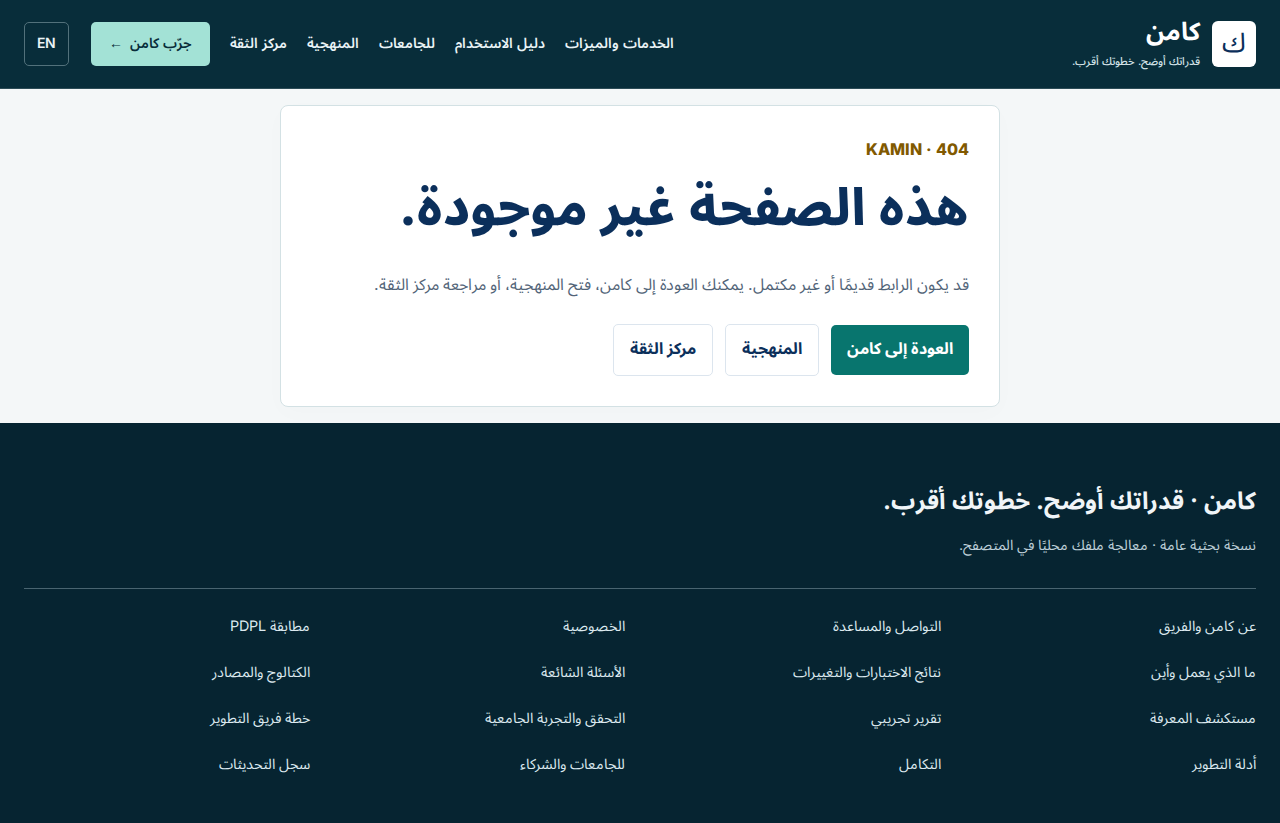 ك
كامن
قدراتك أوضح. خطوتك أقرب.
الخدمات والميزات
دليل الاستخدام
للجامعات
المنهجية
مركز الثقة
جرّب كامن ←
EN
KAMIN · 404
هذه الصفحة غير موجودة.
قد يكون الرابط قديمًا أو غير مكتمل. يمكنك العودة إلى كامن، فتح المنهجية، أو مراجعة مركز الثقة.
العودة إلى كامن
المنهجية
مركز الثقة
كامن · قدراتك أوضح. خطوتك أقرب.
نسخة بحثية عامة · معالجة ملفك محليًا في المتصفح.
عن كامن والفريق
التواصل والمساعدة
الخصوصية
مطابقة PDPL
ما الذي يعمل وأين
نتائج الاختبارات والتغييرات
الأسئلة الشائعة
الكتالوج والمصادر
مستكشف المعرفة
تقرير تجريبي
التحقق والتجربة الجامعية
خطة فريق التطوير
أدلة التطوير
التكامل
للجامعات والشركاء
سجل التحديثات